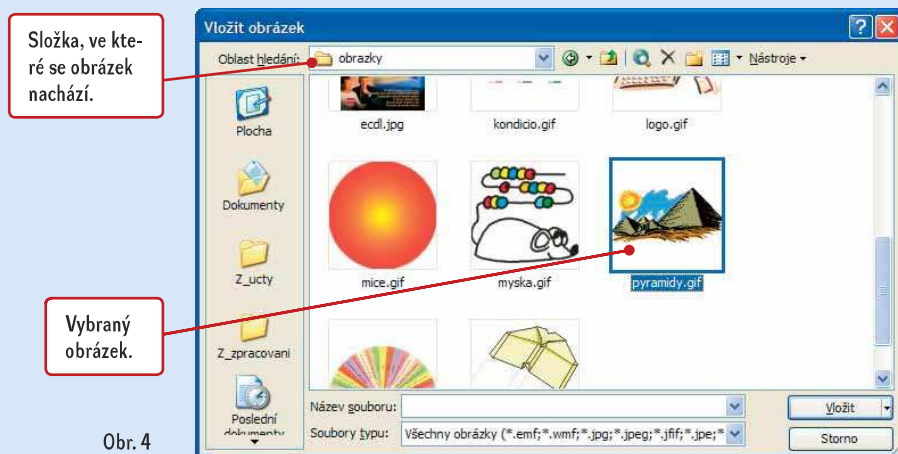 Složka, ve kte-
ré se obrázek
nachází.
Vybraný
obrázek.
Obr. 4
Vložit obrázek
Oblast hledání:
obrazky
Nástroje
Plocha
Dokumenty
Z_ucty
Z_zpracovani
Poslední
dokumenty
ecdl.jpg
kondicio.gif
logo.gif
mice.gif
myska.gif
pyramidy.gif
Název souboru:
Soubory typu:
Všechny obrázky (*.emf;*.wmf;*.jpg;*.jpeg;*.jfif;*.jpe;*
Vložit
Storno